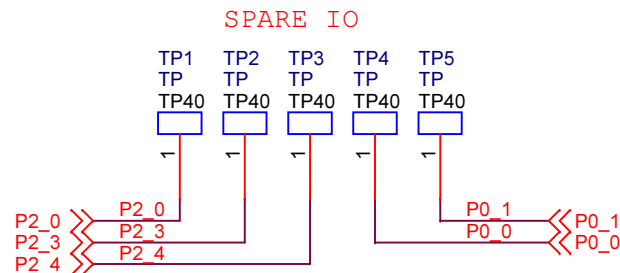 SPARE IO
TP1 TP2 TP3 TP4 TP5
TP TP TP TP TP
TP40 TP40 TP40 TP40 TP40
1 1 1 1 1
P2_0 P2_0 P0_1 P0_1
P2_3 P2_3 P0_0 P0_0
P2_4 P2_4